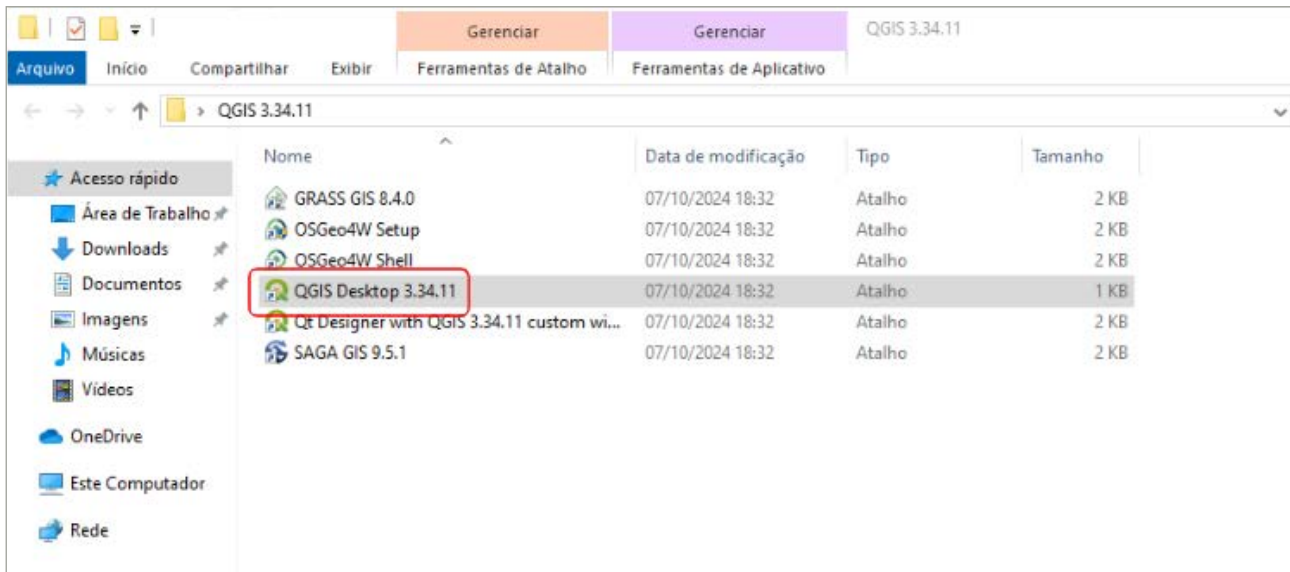 Gerenciar Gerenciar QGIS 3.34.11
Arquivo Início Compartilhar Exibir Ferramentas de Atalho Ferramentas de Aplicativo
QGIS 3.34.11
Nome Data de modificação Tipo Tamanho
Acesso rápido
Área de Trabalho
Downloads
Documentos
Imagens
Músicas
Vídeos
OneDrive
Este Computador
Rede
GRASS GIS 8.4.0 07/10/2024 18:32 Atalho 2 KB
OSGeo4W Setup 07/10/2024 18:32 Atalho 2 KB
OSGeo4W Shell 07/10/2024 18:32 Atalho 2 KB
QGIS Desktop 3.34.11 07/10/2024 18:32 Atalho 1 KB
Qt Designer with QGIS 3.34.11 custom wi... 07/10/2024 18:32 Atalho 2 KB
SAGA GIS 9.5.1 07/10/2024 18:32 Atalho 2 KB